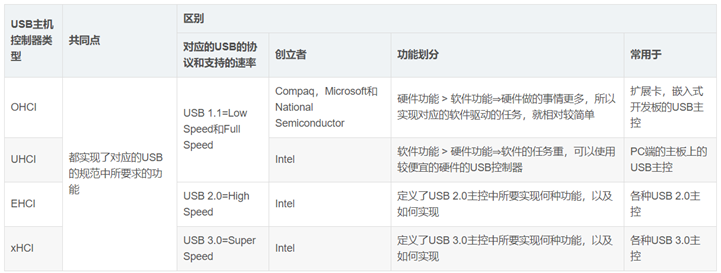 USB主机
控制器类
型
共同点
区别
对应的USB的协
议和支持的速率
创立者
功能划分
常用于
OHCI
都实现了对应的USB
的规范中所要求的功
能
USB 1.1=Low
Speed和Full
Speed
Compaq，Microsoft和
National
Semiconductor
硬件功能 > 软件功能⇒硬件做的事情更多，所以
实现对应的软件驱动的任务，就相对较简单
扩展卡，嵌入式
开发板的USB主
控
UHCI
Intel
软件功能 > 硬件功能⇒软件的任务重，可以使用
较便宜的硬件的USB控制器
PC端的主板上的
USB主控
EHCI
USB 2.0=High
Speed
Intel
定义了USB 2.0主控中所要实现何种功能，以及
如何实现
各种USB 2.0主
控
xHCI
USB 3.0=Super
Speed
Intel
定义了USB 3.0主控中所要实现何种功能，以及
如何实现
各种USB 3.0主
控